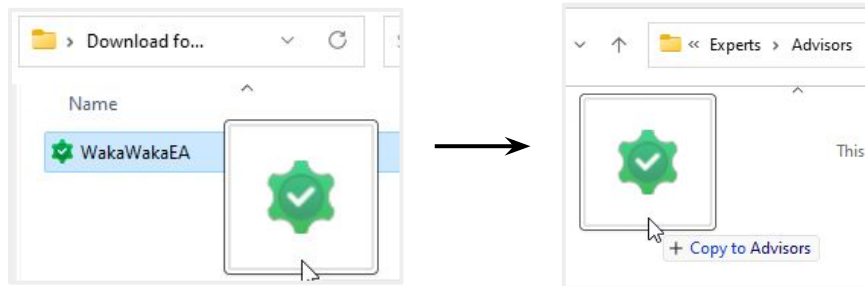 Download fo...
Name
WakaWakaEA
« Experts > Advisors
This
+ Copy to Advisors